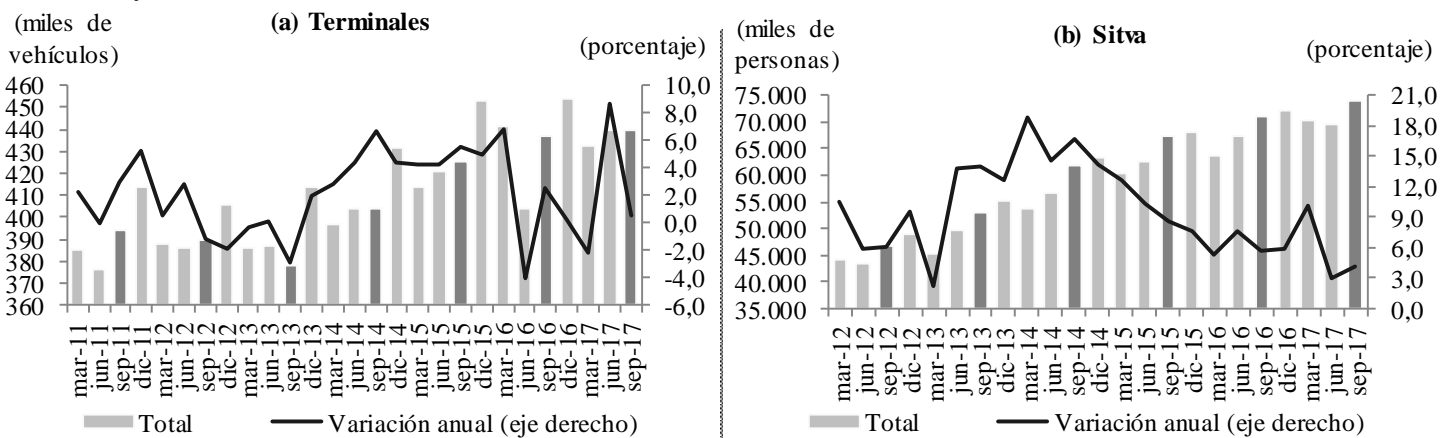 (miles de
vehículos)
(a) Terminales
(porcentaje)
460
450
440
430
420
410
400
390
380
370
360
10,0
8,0
6,0
4,0
2,0
0,0
-2,0
-4,0
-6,0
mar-11
jun-11
sep-11
dic-11
mar-12
jun-12
sep-12
dic-12
mar-13
jun-13
sep-13
dic-13
mar-14
jun-14
sep-14
dic-14
mar-15
jun-15
sep-15
dic-15
mar-16
jun-16
sep-16
dic-16
mar-17
jun-17
sep-17
Total
Variación anual (eje derecho)
(miles de
personas)
(b) Sitva
(porcentaje)
75.000
70.000
65.000
60.000
55.000
50.000
45.000
40.000
35.000
21,0
18,0
15,0
12,0
9,0
6,0
3,0
0,0
mar-12
jun-12
sep-12
dic-12
mar-13
jun-13
sep-13
dic-13
mar-14
jun-14
sep-14
dic-14
mar-15
jun-15
sep-15
dic-15
mar-16
jun-16
sep-16
dic-16
mar-17
jun-17
sep-17
Total
Variación anual (eje derecho)